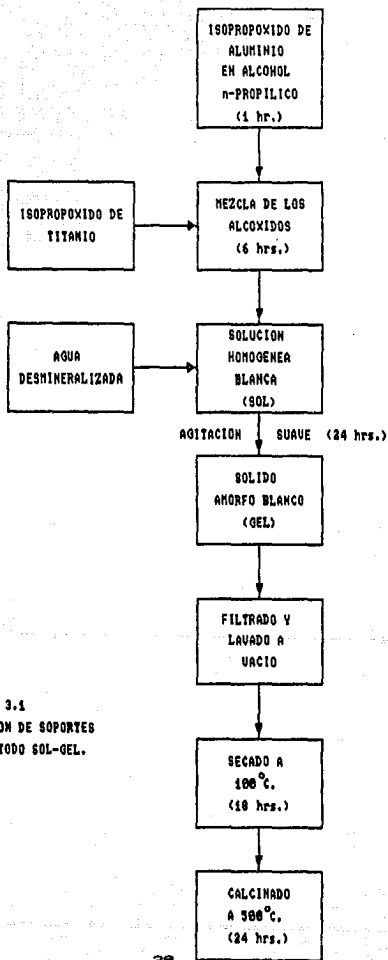 ISOPROPOXIDO DE
ALUMINIO
EN ALCOHOL
n-PROPILICO
(1 hr.)
ISOPROPOXIDO DE
TITANIO
MEZCLA DE LOS
ALCOXIDOS
(6 hrs.)
AGUA
DESMINERALIZADA
SOLUCION
HOMOGENEA
BLANCA
(SOL)
AGITACION SUAVE (24 hrs.)
SOLIDO
AMORFO BLANCO
(GEL)
FILTRADO Y
LAVADO A
VACIO
3.1
ON DE SOPORTES
TODO SOL-GEL.
SECADO A
100°C.
(18 hrs.)
CALCINADO
A 500°C.
(24 hrs.)